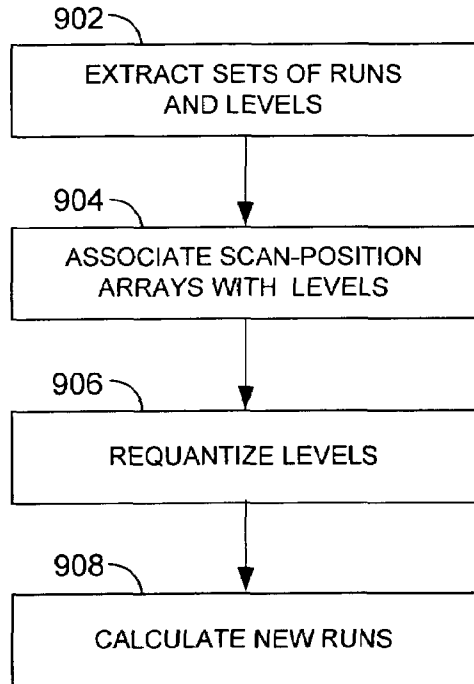 902
EXTRACT SETS OF RUNS
AND LEVELS
904
ASSOCIATE SCAN-POSITION
ARRAYS WITH LEVELS
906
REQUANTIZE LEVELS
908
CALCULATE NEW RUNS